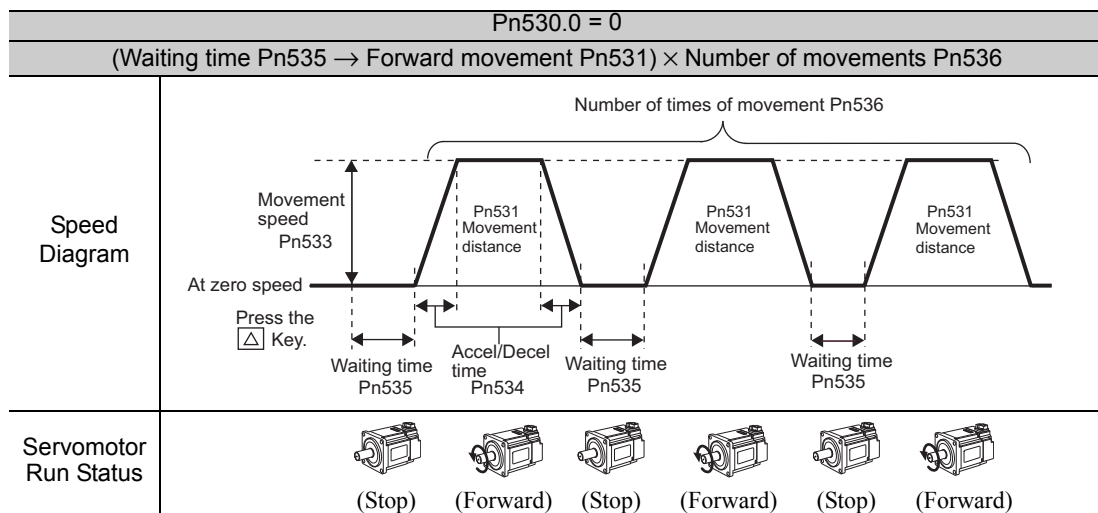 Pn530.0 = 0
(Waiting time Pn535 → Forward movement Pn531) × Number of movements Pn536
Speed
Diagram
Number of times of movement Pn536
Movement
speed
Pn533
Pn531
Movement
distance
Pn531
Movement
distance
Pn531
Movement
distance
At zero speed
Press the
△ Key.
Waiting time
Pn535
Accel/Decel
time
Pn534
Waiting time
Pn535
Waiting time
Pn535
Servomotor
Run Status
(Stop) (Forward) (Stop) (Forward) (Stop) (Forward)